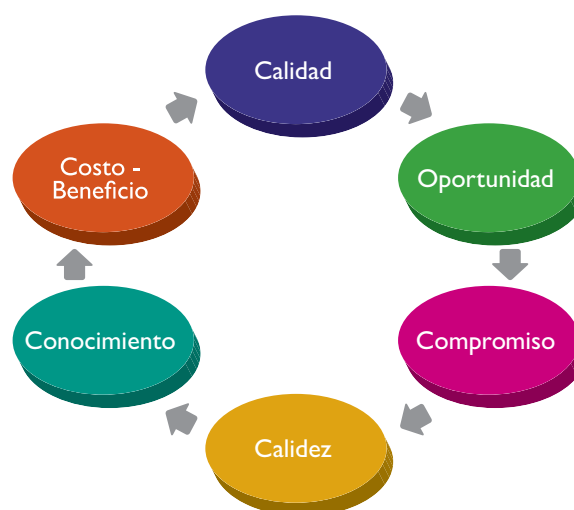 Calidad
Oportunidad
Compromiso
Calidez
Conocimiento
Costo -
Beneficio